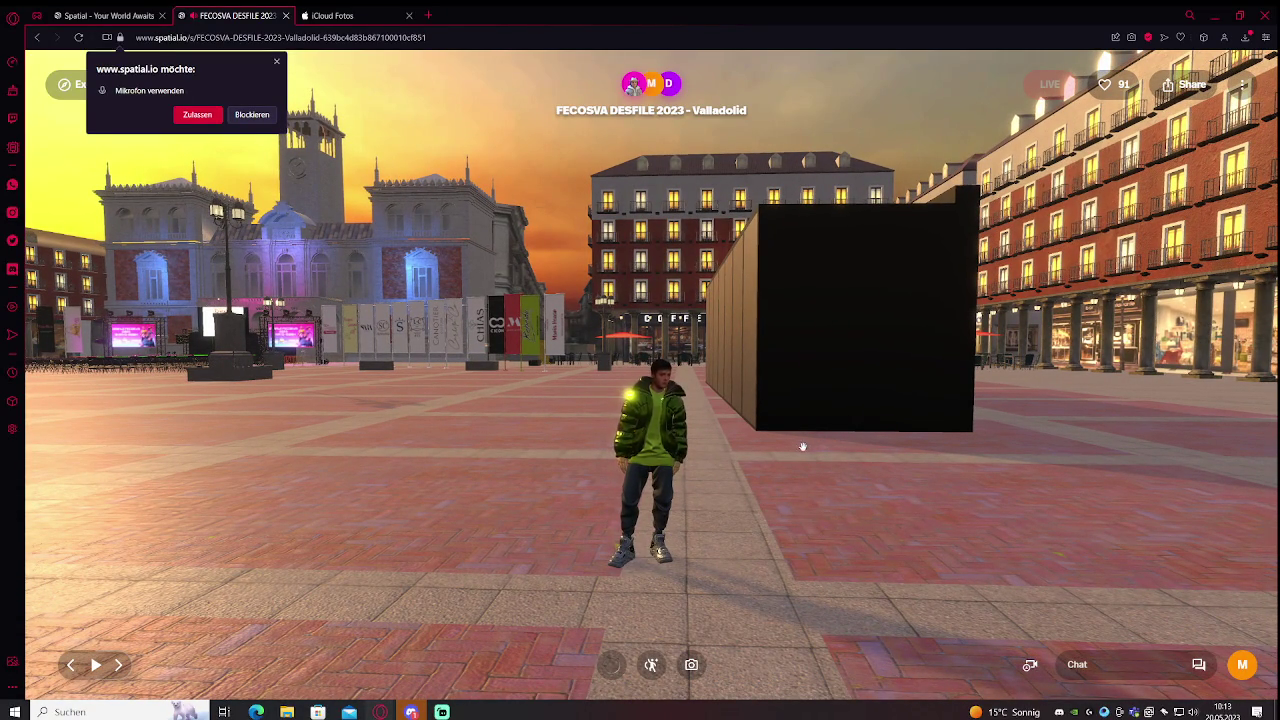 Spatial - Your World Awaits
FECOSVA DESFILE 2023
iCloud Fotos
www.spatial.io/s/FECOSVA-DESFILE-2023-Valladolid-639bc4d83b867100010cf851
www.spatial.io möchte:
Mikrofon verwenden
Zulassen
Blockieren
Ex
M
D
FECOSVA DESFILE 2023 - Valladolid
LIVE
91
Share
CHÍAS
Chat
M
Suchen
15°C Sonnig
10:13
20.05.2023